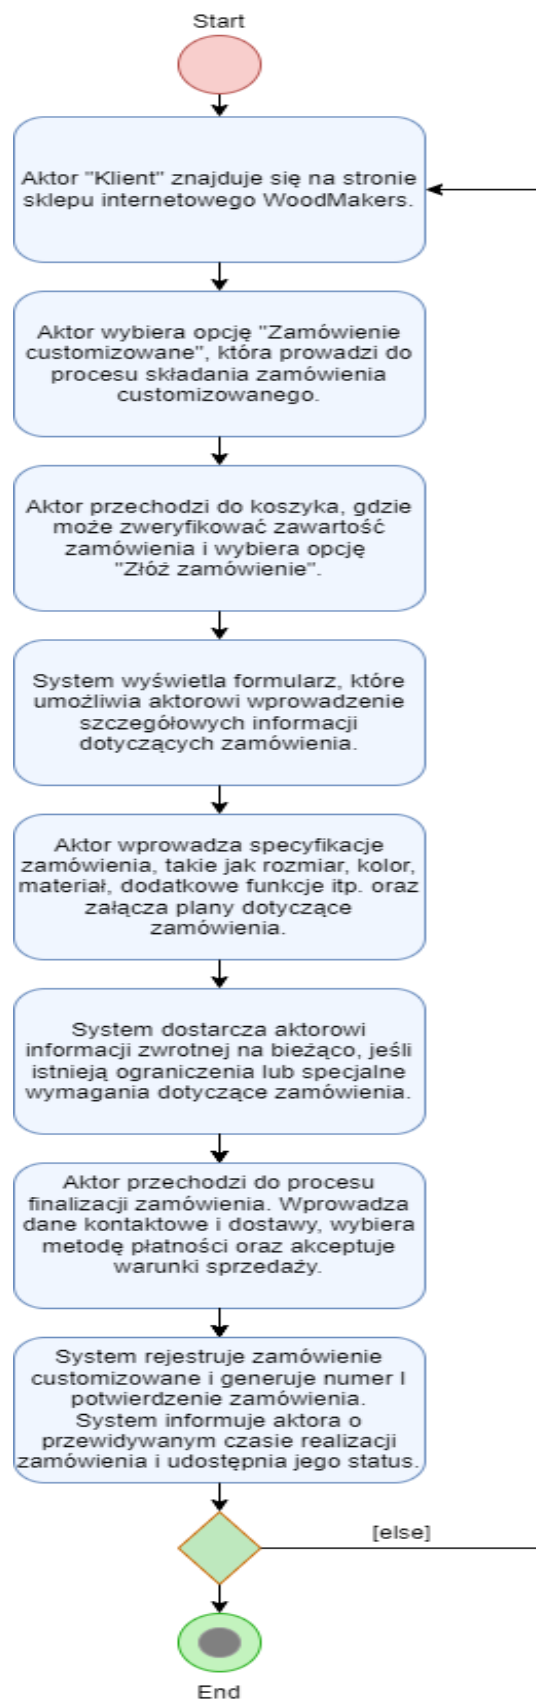 Start
Aktor "Klient" znajduje się na stronie
sklepu internetowego WoodMakers.
Aktor wybiera opcję "Zamówienie
customizowane", która prowadzi do
procesu składania zamówienia
customizowanego.
Aktor przechodzi do koszyka, gdzie
może zweryfikować zawartość
zamówienia i wybiera opcję
"Złóż zamówienie".
System wyświetla formularz, które
umożliwia aktorowi wprowadzenie
szczegółowych informacji
dotyczących zamówienia.
Aktor wprowadza specyfikacje
zamówienia, takie jak rozmiar, kolor,
materiał, dodatkowe funkcje itp. oraz
załącza plany dotyczące
zamówienia.
System dostarcza aktorowi
informacji zwrotnej na bieżąco, jeśli
istnieją ograniczenia lub specjalne
wymagania dotyczące zamówienia.
Aktor przechodzi do procesu
finalizacji zamówienia. Wprowadza
dane kontaktowe i dostawy, wybiera
metodę płatności oraz akceptuje
warunki sprzedaży.
System rejestruje zamówienie
customizowane i generuje numer I
potwierdzenie zamówienia.
System informuje aktora o
przewidywanym czasie realizacji
zamówienia i udostępnia jego status.
[else]
End